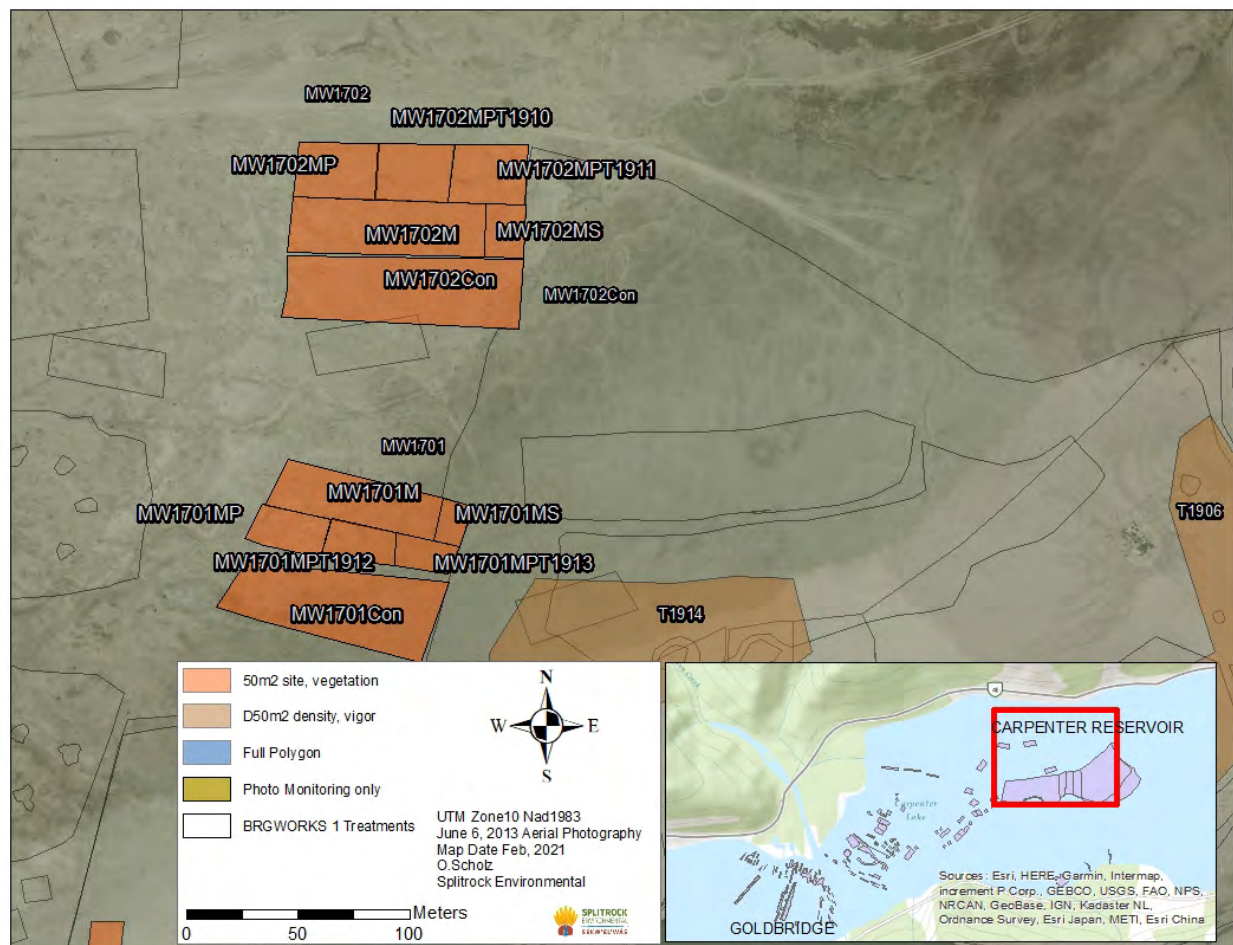 MW1702
MW1702MPT1910
MW1702MP
MW1702MPT1911
MW1702M
MW1702MS
MW1702Con
MW1702Con
MW1701
MW1701M
MW1701MP
MW1701MS
MW1701MPT1912
MW1701MPT1913
MW1701Con
T1906
T1914
50m2 site, vegetation
D50m2 density, vigor
Full Polygon
Photo Monitoring only
BRGWORKS 1 Treatments
N
W E
S
UTM Zone10 Nad1983
June 6, 2013 Aerial Photography
Map Date Feb, 2021
O.Scholz
Splitrock Environmental
Meters
0 50 100
SPLITROCK
ENVIRONMENTAL
CARPENTER RESERVOIR
Carpenter
Lake
GOLDBRIDGE
Sources: Esri, HERE, Garmin, Intermap,
increment P Corp., GEBCO, USGS, FAO, NPS,
NRCAN, GeoBase, IGN, Kadaster NL,
Ordnance Survey, Esri Japan, METI, Esri China